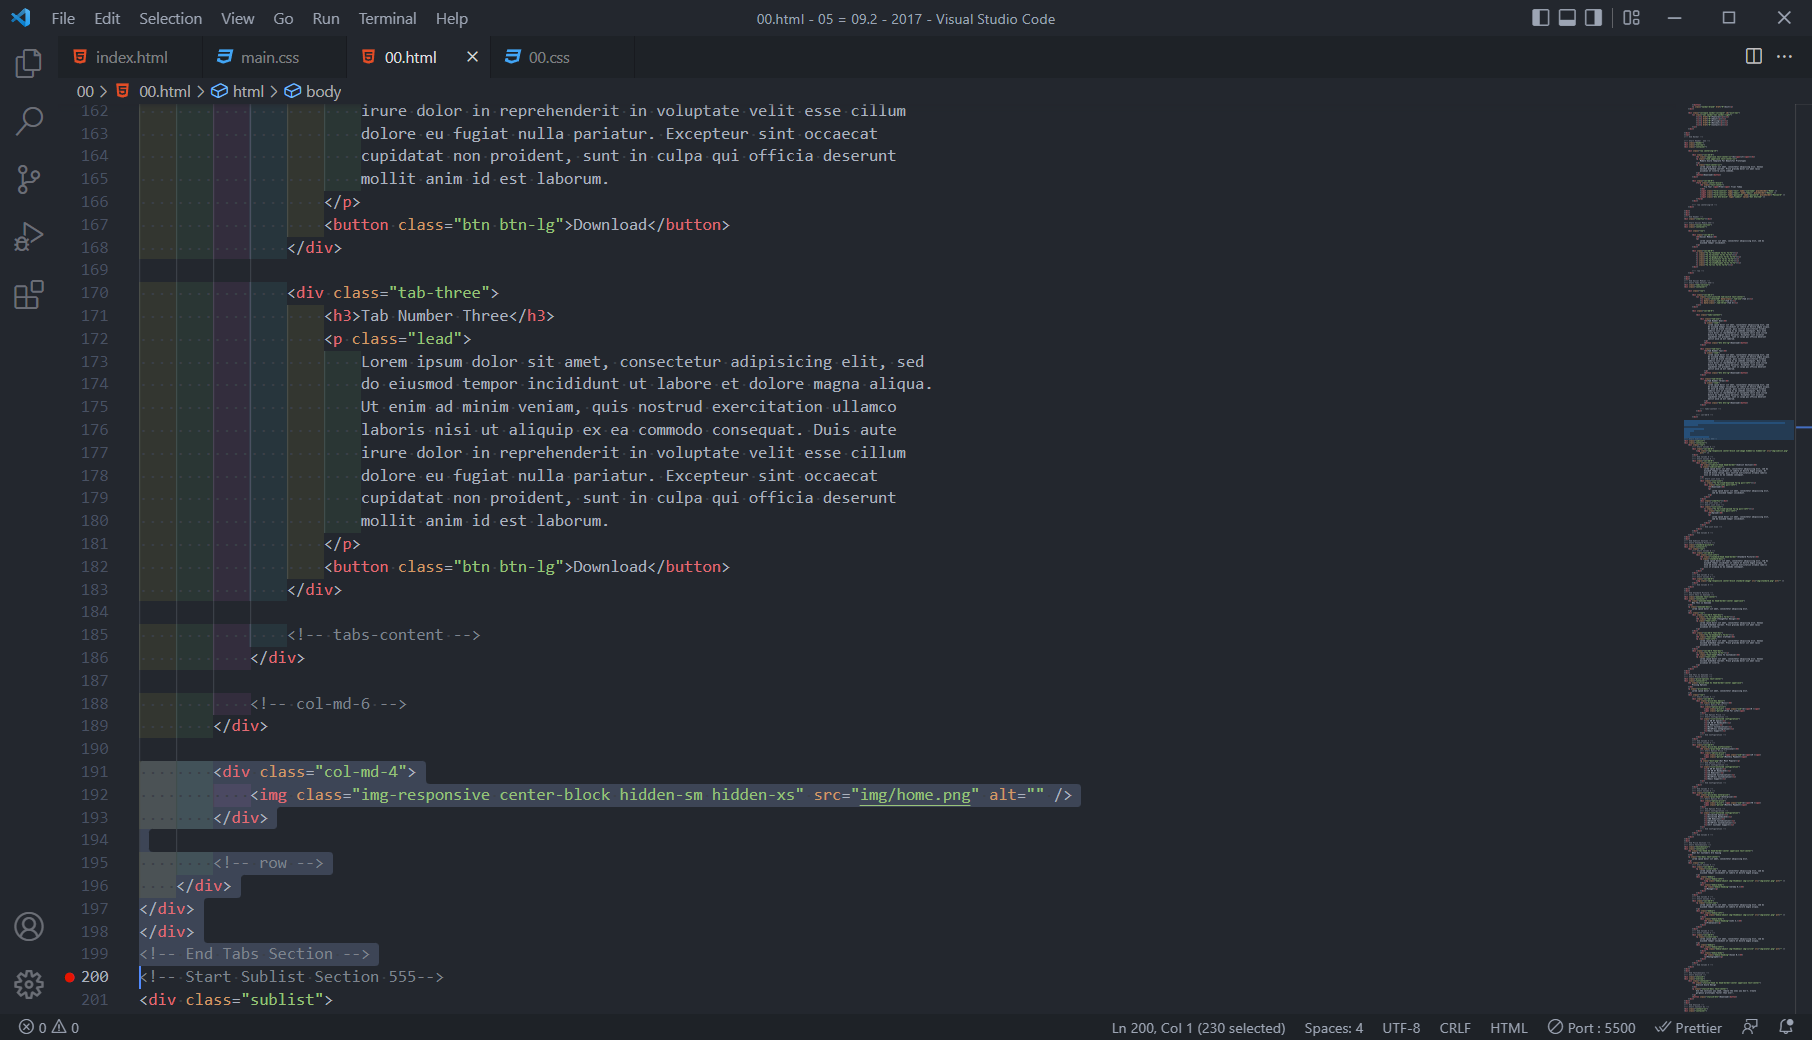 File Edit Selection View Go Run Terminal Help 00.html - 05 = 09.2 - 2017 - Visual Studio Code
index.html main.css 00.html 00.css
00 > 00.html > html > body
162 irure dolor in reprehenderit in voluptate velit esse cillum
163 dolore eu fugiat nulla pariatur. Excepteur sint occaecat
164 cupidatat non proident, sunt in culpa qui officia deserunt
165 mollit anim id est laborum.
166 </p>
167 <button class="btn btn-lg">Download</button>
168 </div>
169
170 <div class="tab-three">
171 <h3>Tab Number Three</h3>
172 <p class="lead">
173 Lorem ipsum dolor sit amet, consectetur adipisicing elit, sed
174 do eiusmod tempor incididunt ut labore et dolore magna aliqua.
175 Ut enim ad minim veniam, quis nostrud exercitation ullamco
176 laboris nisi ut aliquip ex ea commodo consequat. Duis aute
177 irure dolor in reprehenderit in voluptate velit esse cillum
178 dolore eu fugiat nulla pariatur. Excepteur sint occaecat
179 cupidatat non proident, sunt in culpa qui officia deserunt
180 mollit anim id est laborum.
181 </p>
182 <button class="btn btn-lg">Download</button>
183 </div>
184
185 <!-- tabs-content -->
186 </div>
187
188 <!-- col-md-6 -->
189 </div>
190
191 <div class="col-md-4">
192 <img class="img-responsive center-block hidden-sm hidden-xs" src="img/home.png" alt="" />
193 </div>
194
195 <!-- row -->
196 </div>
197 </div>
198 </div>
199 <!-- End Tabs Section -->
200 <!-- Start Sublist Section 555-->
201 <div class="sublist">
0 0 Ln 200, Col 1 (230 selected) Spaces: 4 UTF-8 CRLF HTML Port : 5500 Prettier